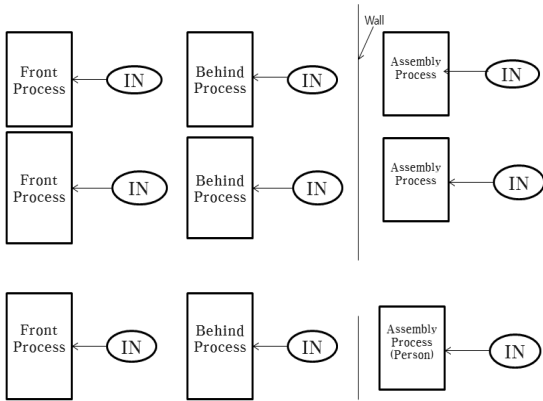 Wall
Front
Process
IN
Behind
Process
IN
Assembly
Process
IN
Front
Process
IN
Behind
Process
IN
Assembly
Process
IN
Front
Process
IN
Behind
Process
IN
Assembly
Process
(Person)
IN